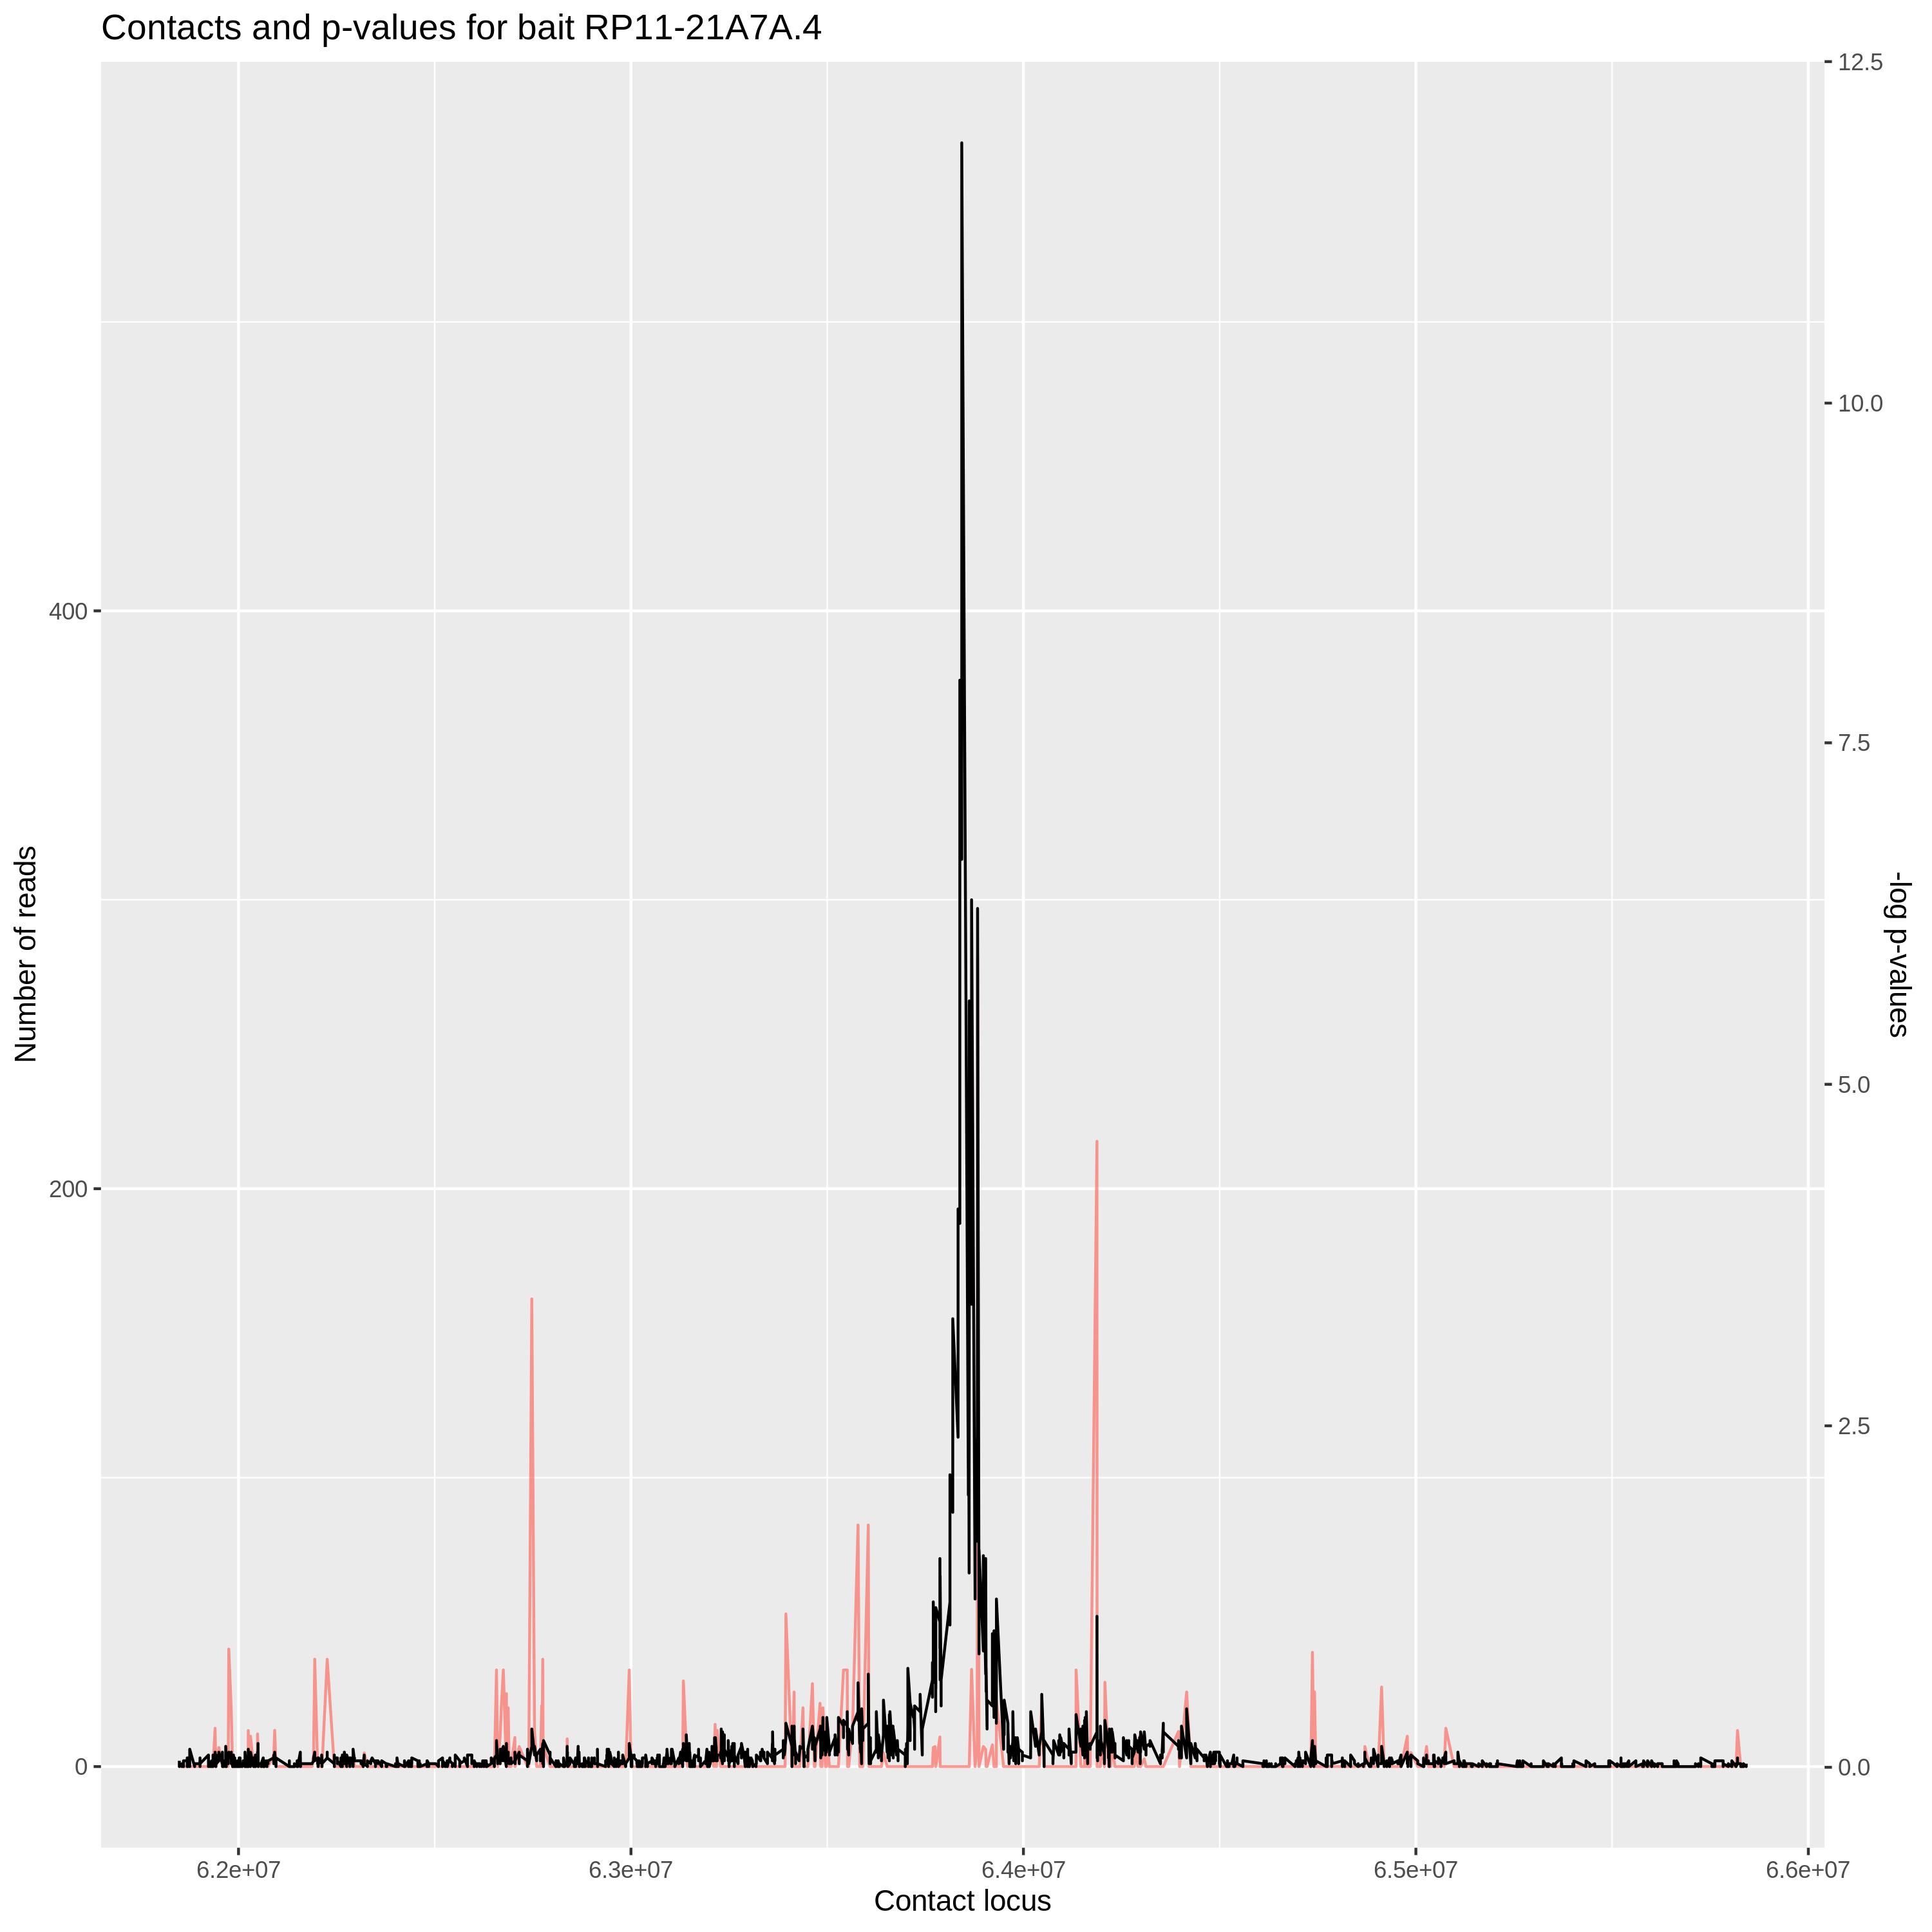 Contacts and p-values for bait RP11-21A7A.4
12.5
10.0
7.5
5.0
2.5
0.0
-log p-values
400
200
0
Number of reads
6.2e+07
6.3e+07
6.4e+07
6.5e+07
6.6e+07
Contact locus